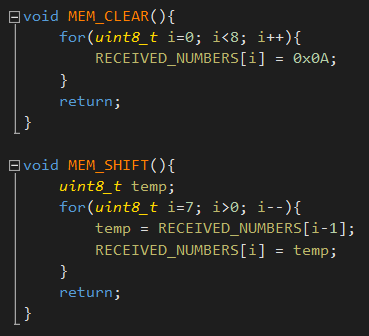 void MEM_CLEAR(){
    for(uint8_t i=0; i<8; i++){
        RECEIVED_NUMBERS[i] = 0x0A;
    }
    return;
}
void MEM_SHIFT(){
    uint8_t temp;
    for(uint8_t i=7; i>0; i--){
        temp = RECEIVED_NUMBERS[i-1];
        RECEIVED_NUMBERS[i] = temp;
    }
    return;
}